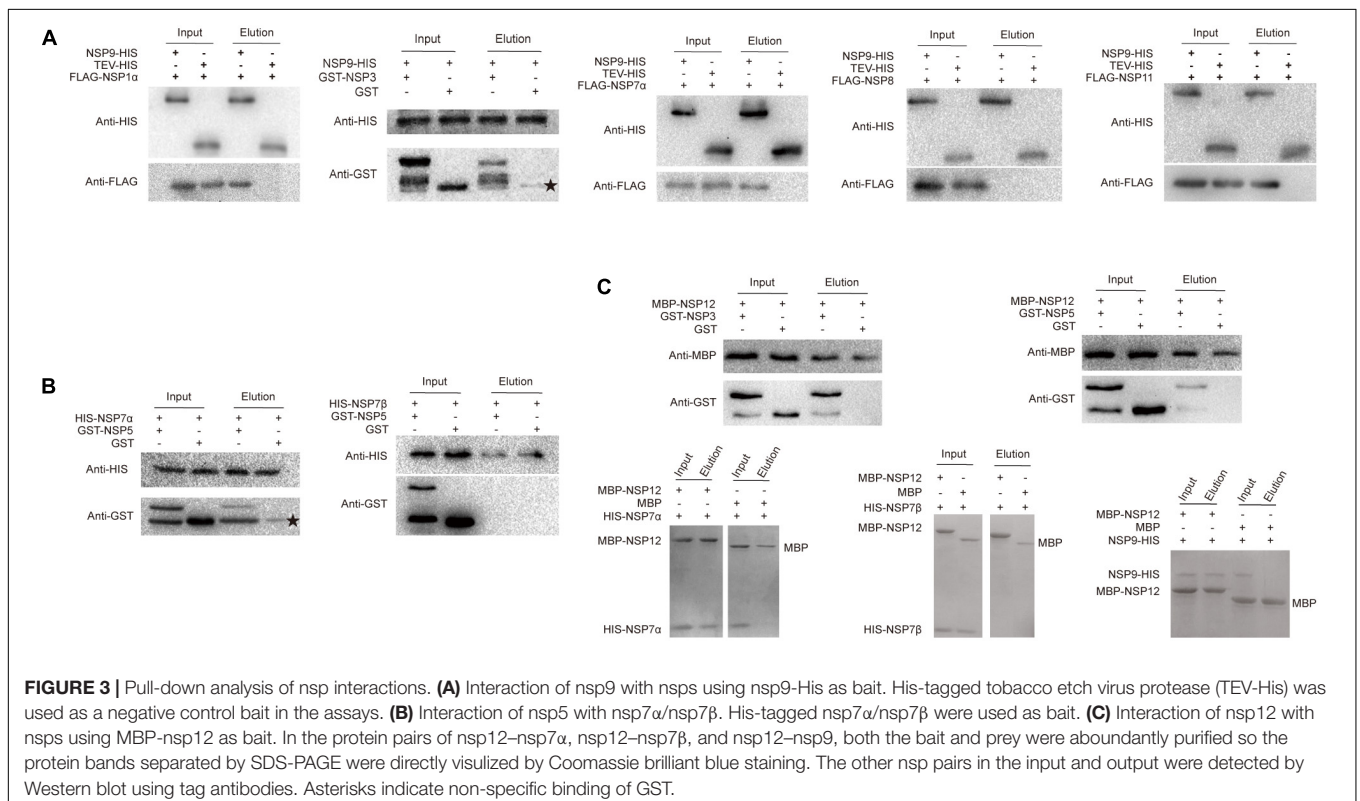 A
Input Elution
NSP9-HIS + - + -
TEV-HIS - + - +
FLAG-NSP1α + + + +
Anti-HIS
Anti-FLAG
Input Elution
NSP9-HIS + + + +
GST-NSP3 + - + -
GST - + - +
Anti-HIS
Anti-GST
★
Input Elution
NSP9-HIS + - + -
TEV-HIS - + - +
FLAG-NSP7α + + + +
Anti-HIS
Anti-FLAG
Input Elution
NSP9-HIS + - + -
TEV-HIS - + - +
FLAG-NSP8 + + + +
Anti-HIS
Anti-FLAG
Input Elution
NSP9-HIS + - + -
TEV-HIS - + - +
FLAG-NSP11 + + + +
Anti-HIS
Anti-FLAG
B
Input Elution
HIS-NSP7α + + + +
GST-NSP5 + - + -
GST - + - +
Anti-HIS
Anti-GST
★
Input Elution
HIS-NSP7β + + + +
GST-NSP5 + - + -
GST - + - +
Anti-HIS
Anti-GST
C
Input Elution
MBP-NSP12 + + + +
GST-NSP3 + - + -
GST - + - +
Anti-MBP
Anti-GST
Input Elution
MBP-NSP12 + + + +
GST-NSP5 + - + -
GST - + - +
Anti-MBP
Anti-GST
Input Elution Input Elution
MBP-NSP12 + + - -
MBP - - + +
HIS-NSP7α + + + +
MBP-NSP12
MBP
HIS-NSP7α
Input Elution
MBP-NSP12 + - + -
MBP - + - +
HIS-NSP7β + + + +
MBP-NSP12
MBP
HIS-NSP7β
Input Elution Input Elution
MBP-NSP12 + + - -
MBP - - + +
NSP9-HIS + + + +
NSP9-HIS
MBP-NSP12
MBP
FIGURE 3 | Pull-down analysis of nsp interactions. (A) Interaction of nsp9 with nsps using nsp9-His as bait. His-tagged tobacco etch virus protease (TEV-His) was
used as a negative control bait in the assays. (B) Interaction of nsp5 with nsp7α/nsp7β. His-tagged nsp7α/nsp7β were used as bait. (C) Interaction of nsp12 with
nsps using MBP-nsp12 as bait. In the protein pairs of nsp12–nsp7α, nsp12–nsp7β, and nsp12–nsp9, both the bait and prey were aboundantly purified so the
protein bands separated by SDS-PAGE were directly visulized by Coomassie brilliant blue staining. The other nsp pairs in the input and output were detected by
Western blot using tag antibodies. Asterisks indicate non-specific binding of GST.